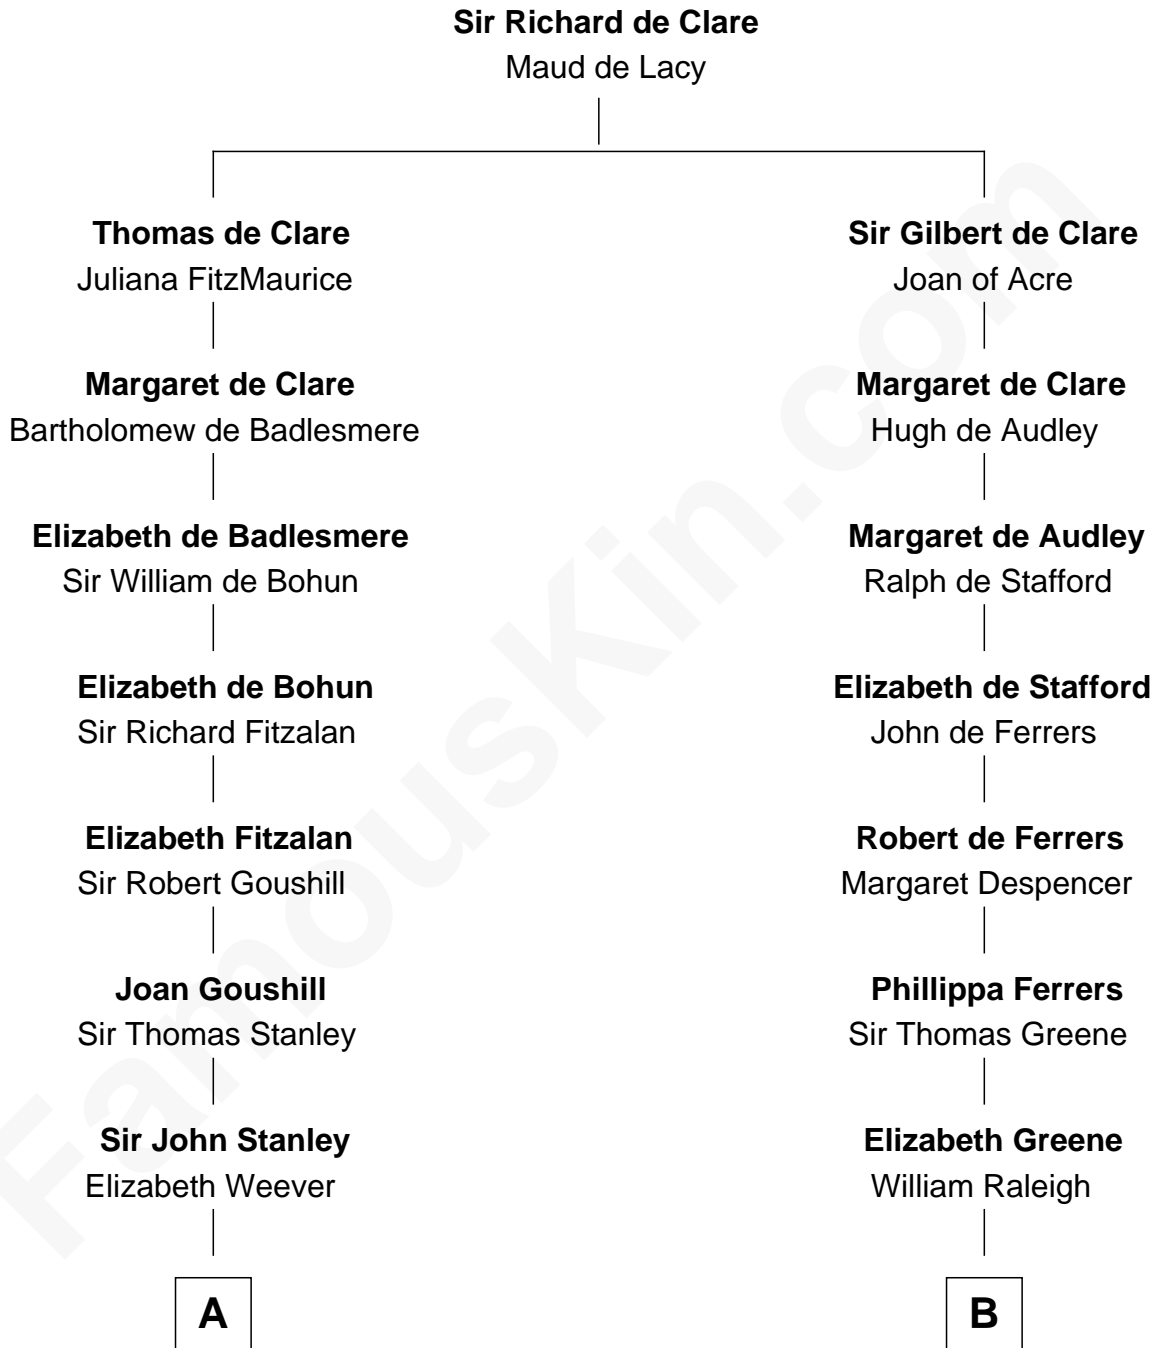 Sir Richard de Clare
Maud de Lacy
Thomas de Clare
Juliana FitzMaurice
Sir Gilbert de Clare
Joan of Acre
Margaret de Clare
Bartholomew de Badlesmere
Margaret de Clare
Hugh de Audley
Elizabeth de Badlesmere
Sir William de Bohun
Margaret de Audley
Ralph de Stafford
Elizabeth de Bohun
Sir Richard Fitzalan
Elizabeth de Stafford
John de Ferrers
Elizabeth Fitzalan
Sir Robert Goushill
Robert de Ferrers
Margaret Despencer
Joan Goushill
Sir Thomas Stanley
Phillippa Ferrers
Sir Thomas Greene
Sir John Stanley
Elizabeth Weever
Elizabeth Greene
William Raleigh
A
B
FamousKin.com